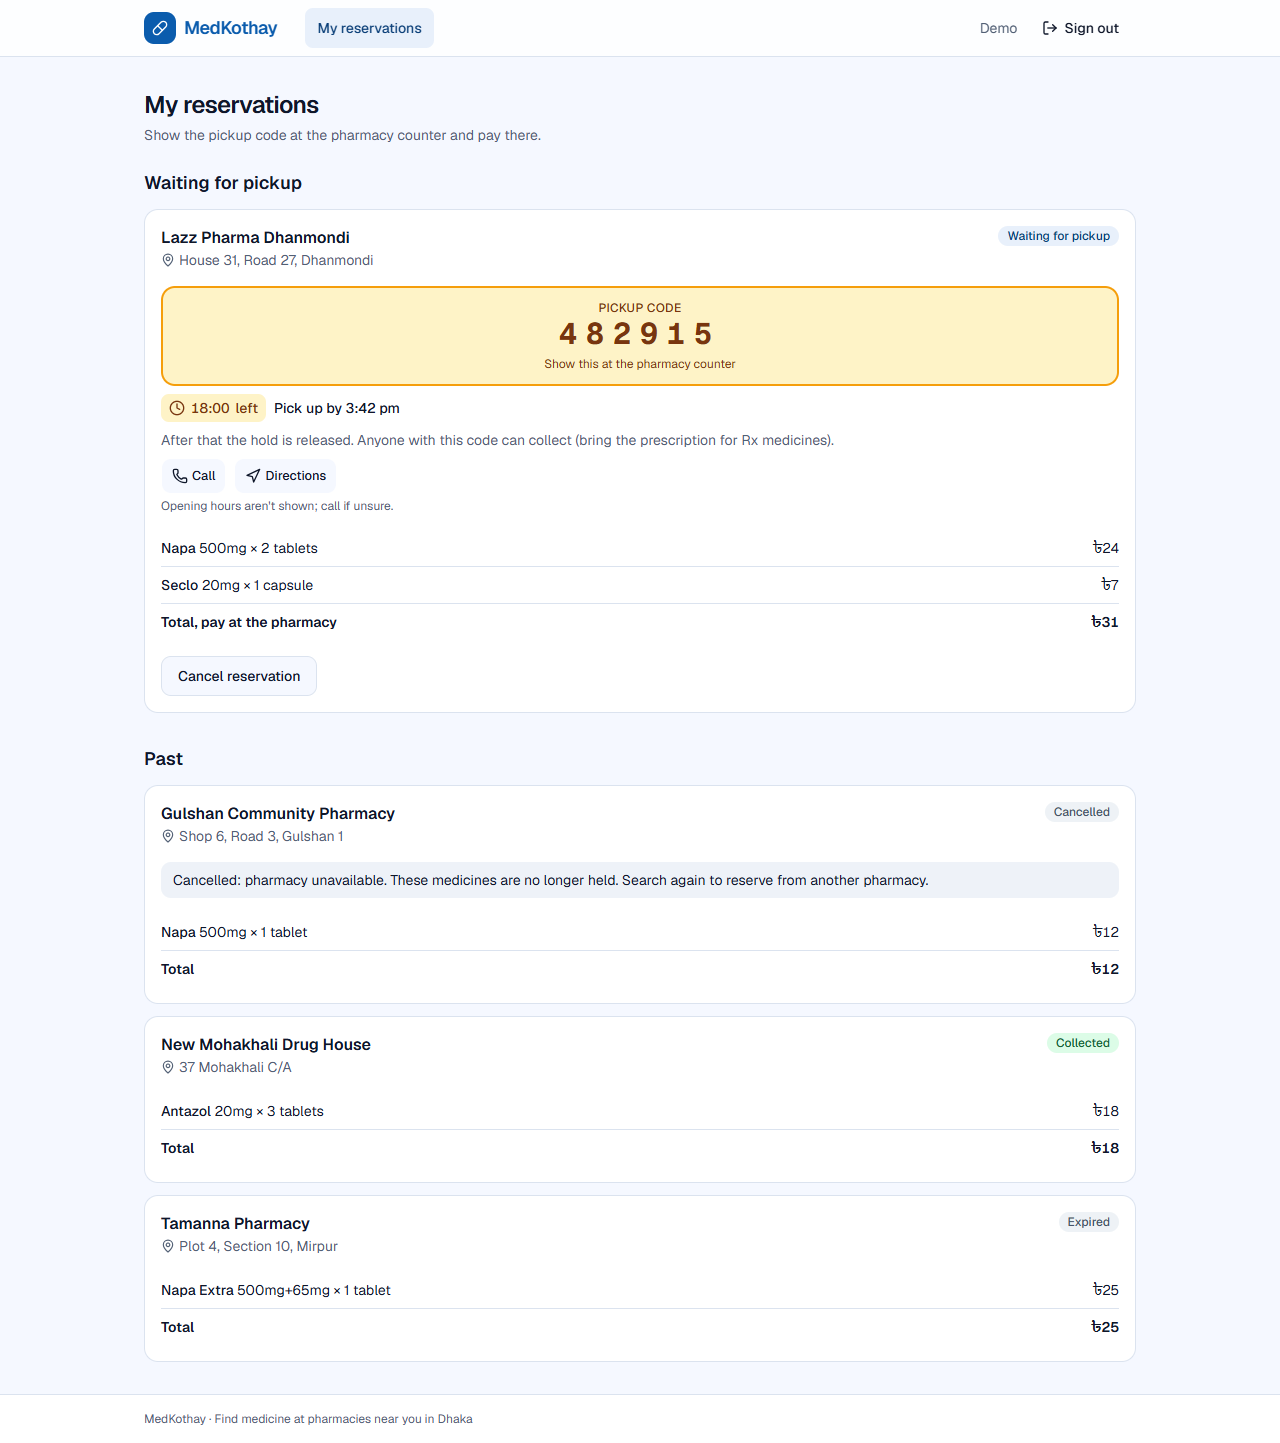 MedKothay
My reservations
Demo
Sign out
My reservations
Show the pickup code at the pharmacy counter and pay there.
Waiting for pickup
Lazz Pharma Dhanmondi
Waiting for pickup
House 31, Road 27, Dhanmondi
PICKUP CODE
482915
Show this at the pharmacy counter
18:00 left
Pick up by 3:42 pm
After that the hold is released. Anyone with this code can collect (bring the prescription for Rx medicines).
Call
Directions
Opening hours aren't shown; call if unsure.
Napa 500mg × 2 tablets ৳24
Seclo 20mg × 1 capsule ৳7
Total, pay at the pharmacy ৳31
Cancel reservation
Past
Gulshan Community Pharmacy
Cancelled
Shop 6, Road 3, Gulshan 1
Cancelled: pharmacy unavailable. These medicines are no longer held. Search again to reserve from another pharmacy.
Napa 500mg × 1 tablet ৳12
Total ৳12
New Mohakhali Drug House
Collected
37 Mohakhali C/A
Antazol 20mg × 3 tablets ৳18
Total ৳18
Tamanna Pharmacy
Expired
Plot 4, Section 10, Mirpur
Napa Extra 500mg+65mg × 1 tablet ৳25
Total ৳25
MedKothay · Find medicine at pharmacies near you in Dhaka